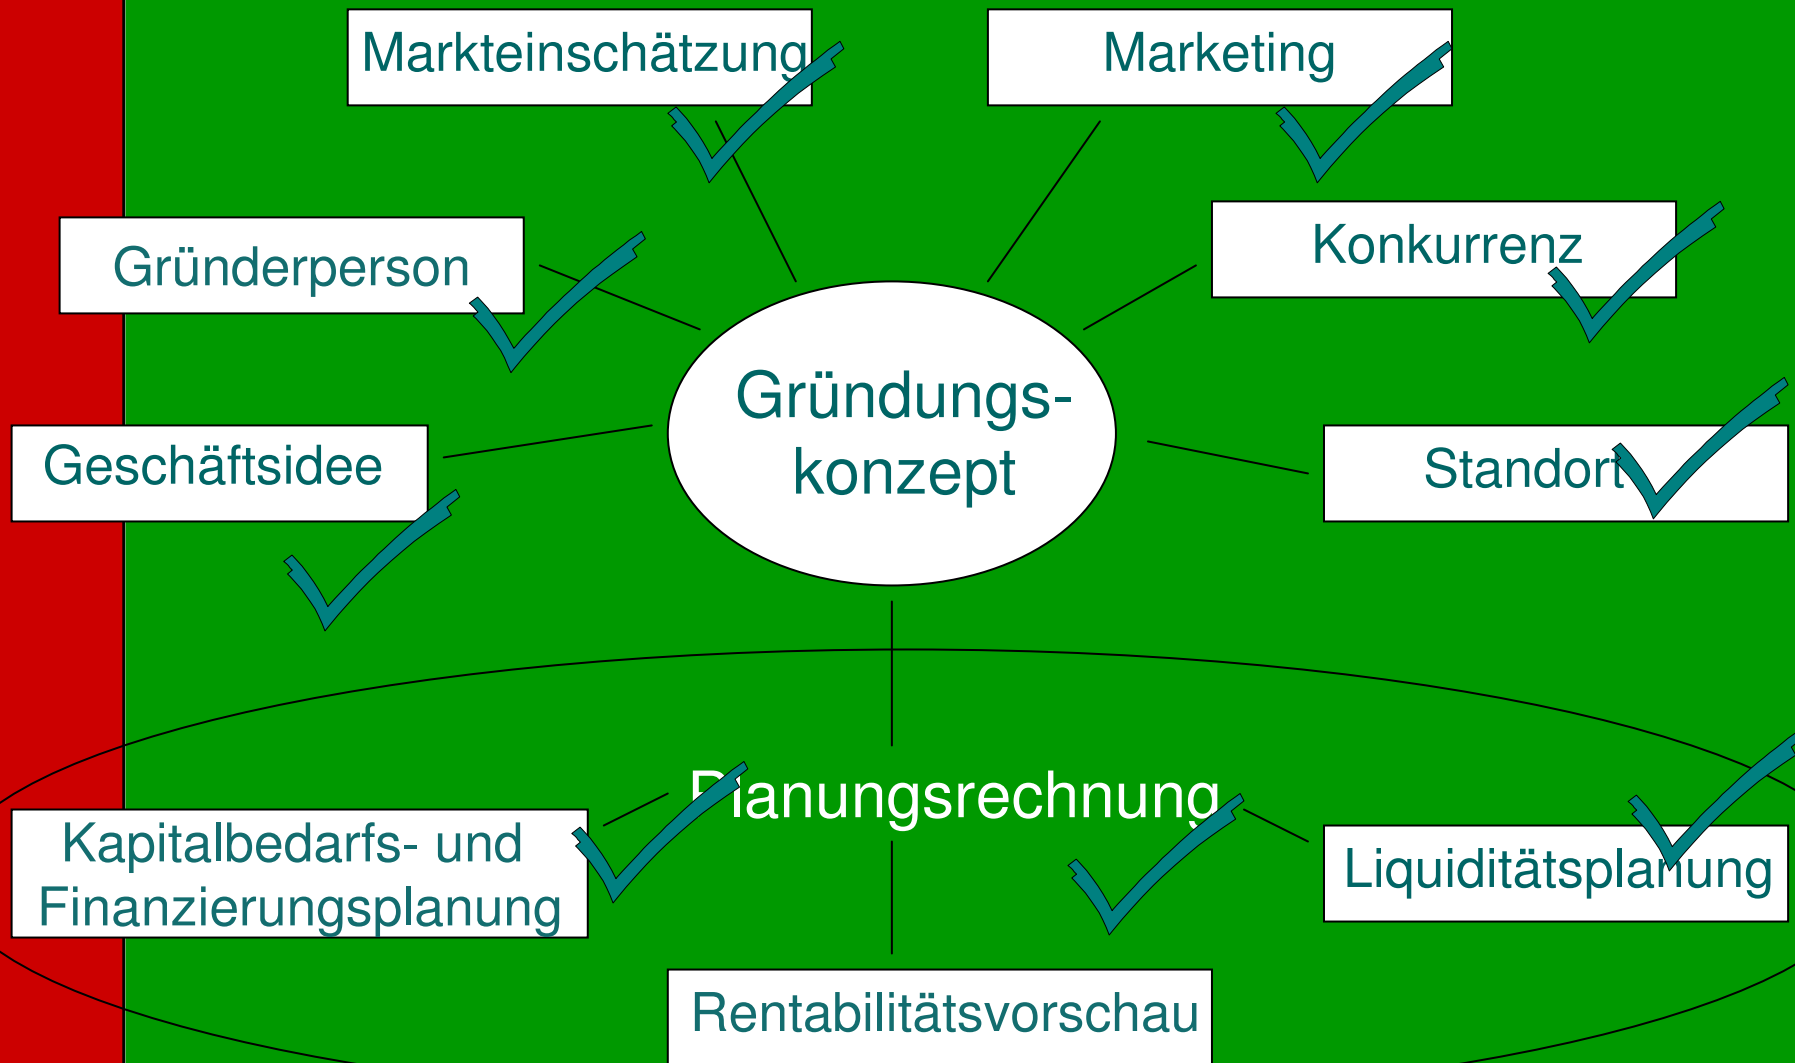 Markteinschätzung
Marketing
Gründerperson
Konkurrenz
Gründungs-
konzept
Geschäftsidee
Standort
Planungsrechnung
Kapitalbedarfs- und
Finanzierungsplanung
Liquiditätsplanung
Rentabilitätsvorschau